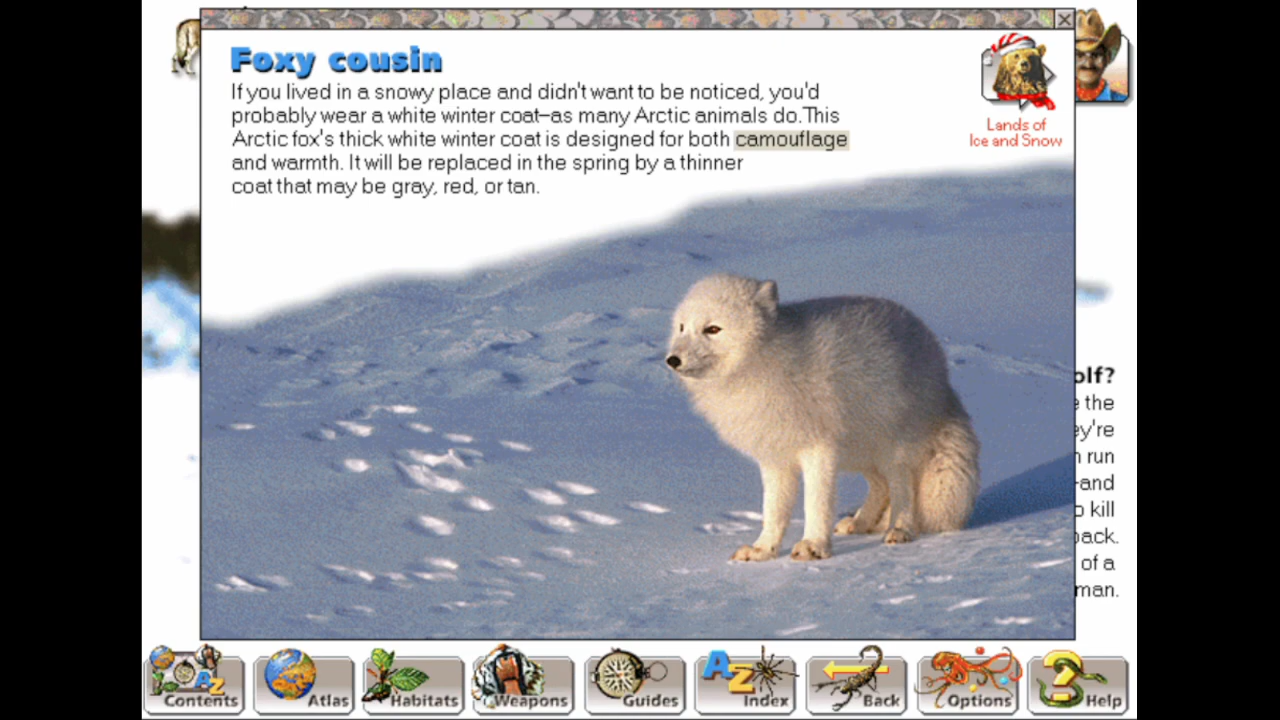 Foxy cousin
If you lived in a snowy place and didn't want to be noticed, you'd
probably wear a white winter coat—as many Arctic animals do. This
Arctic fox's thick white winter coat is designed for both camouflage
and warmth. It will be replaced in the spring by a thinner
coat that may be gray, red, or tan.
Lands of
Ice and Snow
olf?
e the
ey're
n run
—and
o kill
pack.
of a
man.
Contents
Atlas
Habitats
Weapons
Guides
AZ Index
Back
Options
? Help